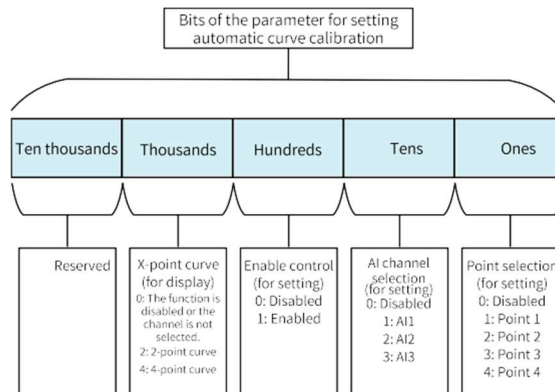 Bits of the parameter for setting
automatic curve calibration
Ten thousands
Thousands
Hundreds
Tens
Ones
Reserved
X-point curve
(for display)
0: The function is
disabled or the
channel is not
selected.
2: 2-point curve
4: 4-point curve
Enable control
(for setting)
0: Disabled
1: Enabled
AI channel
selection
(for setting)
0: Disabled
1: AI1
2: AI2
3: AI3
Point selection
(for setting)
0: Disabled
1: Point 1
2: Point 2
3: Point 3
4: Point 4